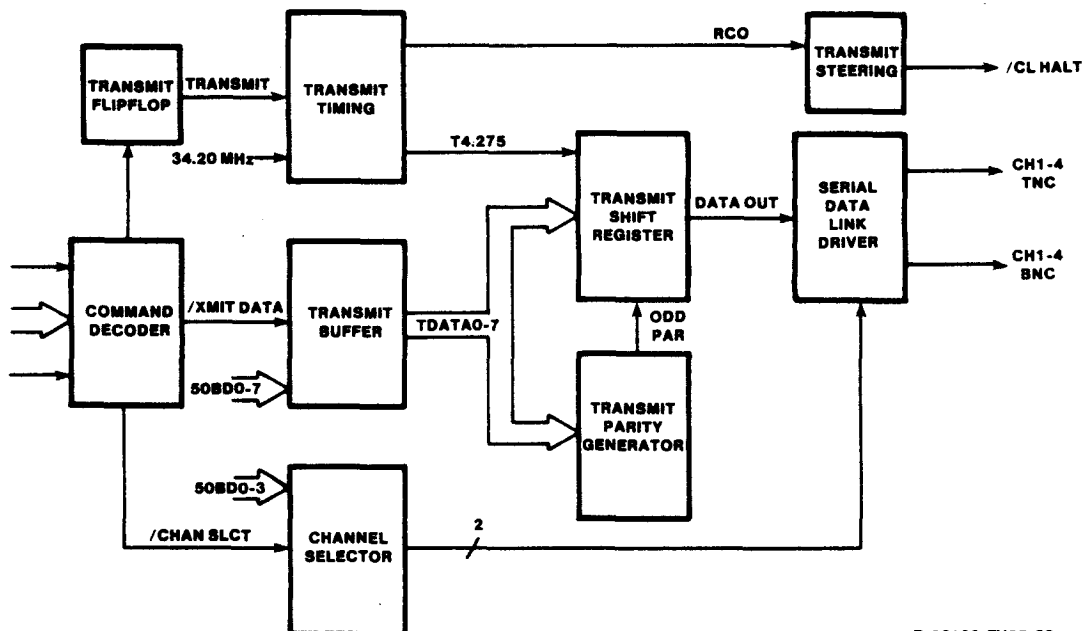 RCO
TRANSMIT
STEERING
/CL HALT
TRANSMIT
FLIPFLOP
TRANSMIT
TRANSMIT
TIMING
34.20 MHz
T4.275
CH1-4
TNC
TRANSMIT
SHIFT
REGISTER
DATA OUT
SERIAL
DATA
LINK
DRIVER
CH1-4
BNC
COMMAND
DECODER
/XMIT DATA
TRANSMIT
BUFFER
TDATA0-7
ODD
PAR
50BD0-7
TRANSMIT
PARITY
GENERATOR
50BD0-3
/CHAN SLCT
CHANNEL
SELECTOR
2